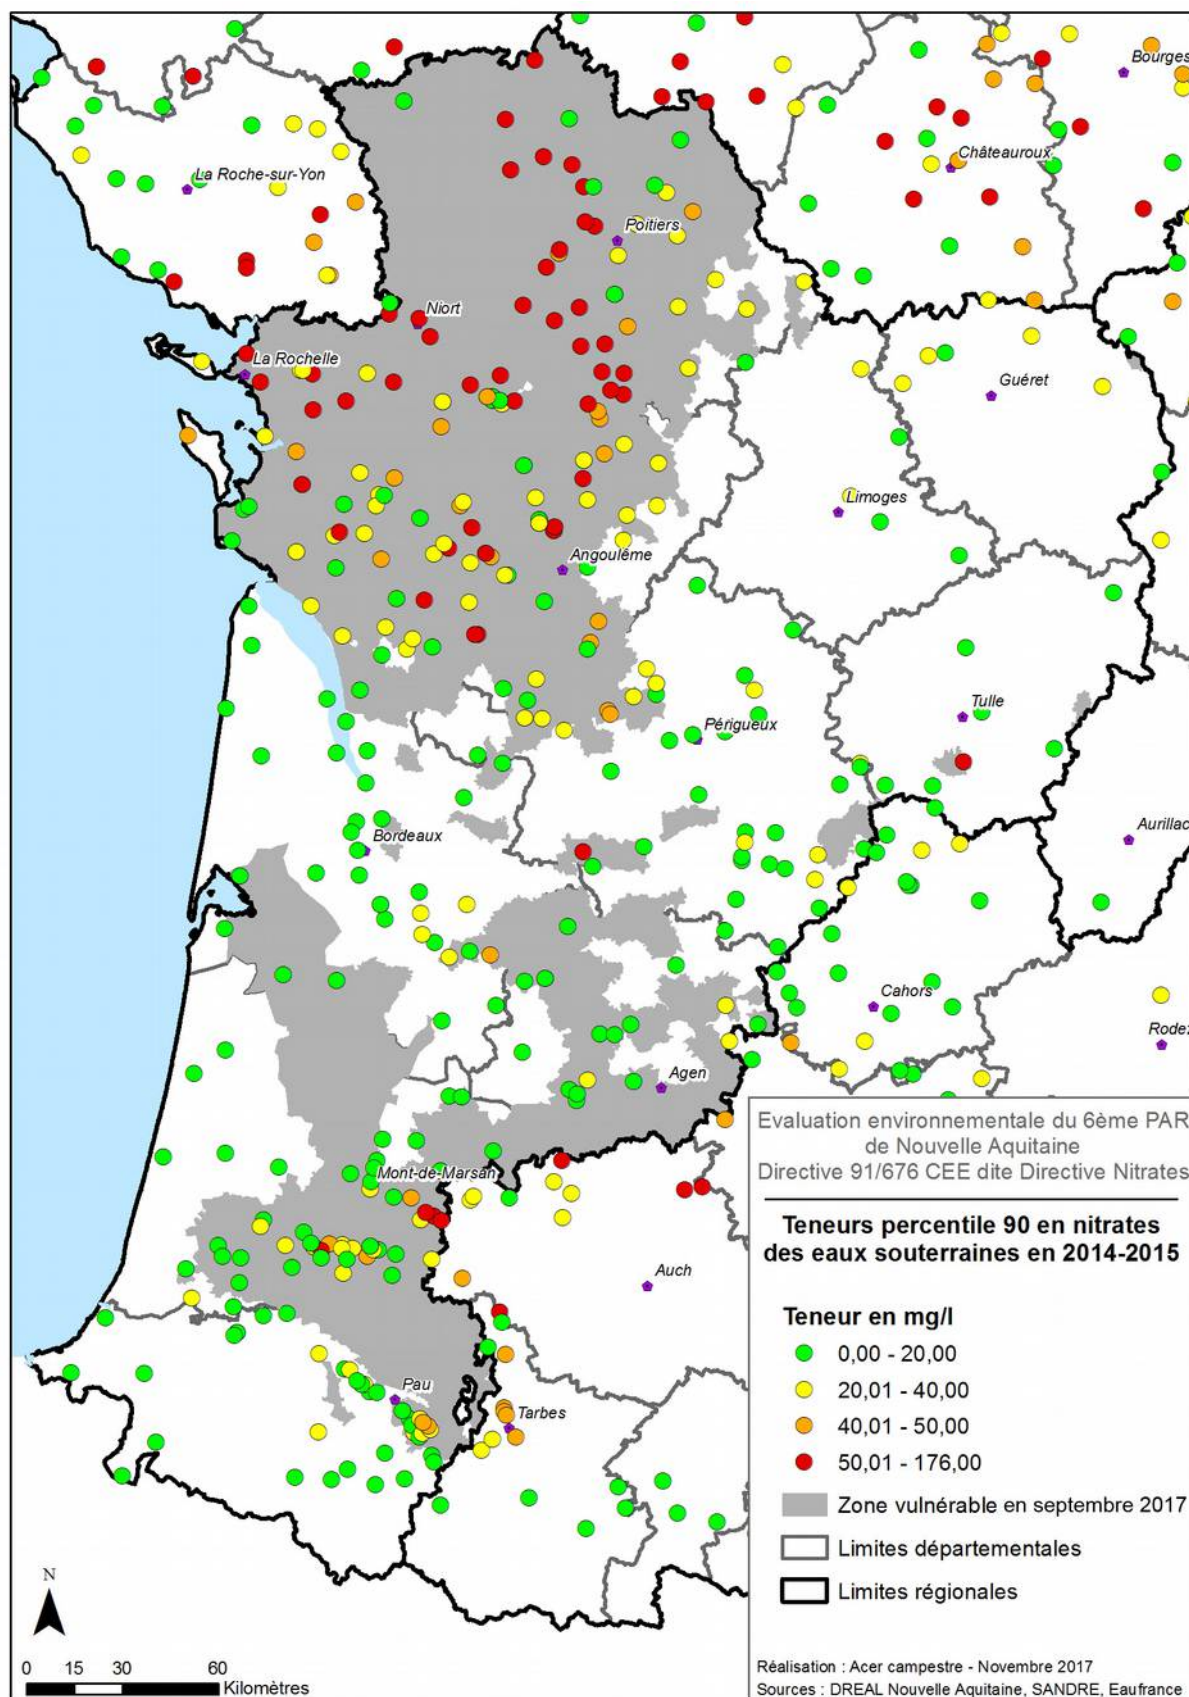 Bourges
Châteauroux
La Roche-sur-Yon
Poitiers
Niort
La Rochelle
Guéret
Limoges
Angoulême
Tulle
Périgueux
Aurillac
Bordeaux
Cahors
Rodez
Agen
Mont-de-Marsan
Auch
Pau
Tarbes
Evaluation environnementale du 6ème PAR
de Nouvelle Aquitaine
Directive 91/676 CEE dite Directive Nitrates
Teneurs percentile 90 en nitrates
des eaux souterraines en 2014-2015
Teneur en mg/l
0,00 - 20,00
20,01 - 40,00
40,01 - 50,00
50,01 - 176,00
Zone vulnérable en septembre 2017
Limites départementales
Limites régionales
Réalisation : Acer campestre - Novembre 2017
Sources : DREAL Nouvelle Aquitaine, SANDRE, Eaufrance
N
0 15 30 60
Kilomètres